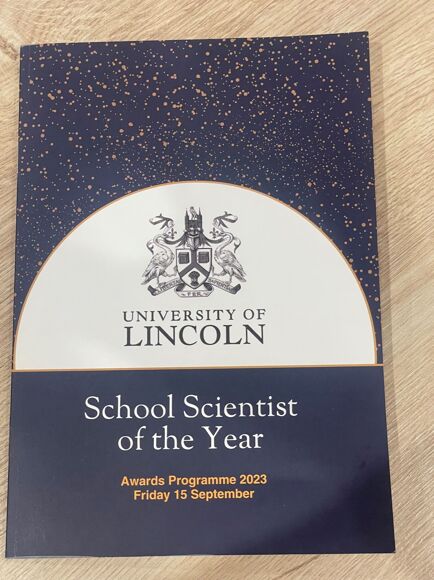 UNIVERSITY OF
LINCOLN
School Scientist
of the Year
Awards Programme 2023
Friday 15 September